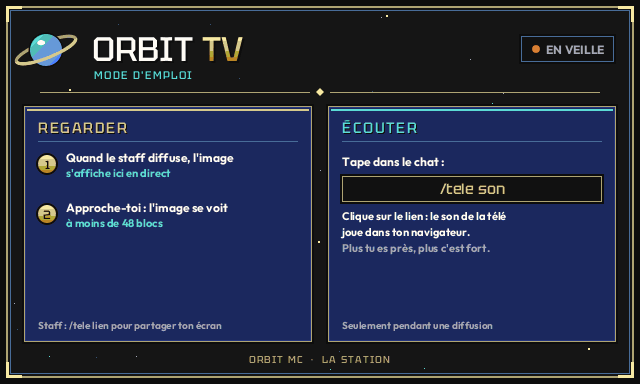 ORBIT TV
MODE D'EMPLOI
EN VEILLE
REGARDER
1 Quand le staff diffuse, l'image
s'affiche ici en direct
2 Approche-toi : l'image se voit
à moins de 48 blocs
Staff : /tele lien pour partager ton écran
ÉCOUTER
Tape dans le chat :
/tele son
Clique sur le lien : le son de la télé
joue dans ton navigateur.
Plus tu es près, plus c'est fort.
Seulement pendant une diffusion
ORBIT MC · LA STATION